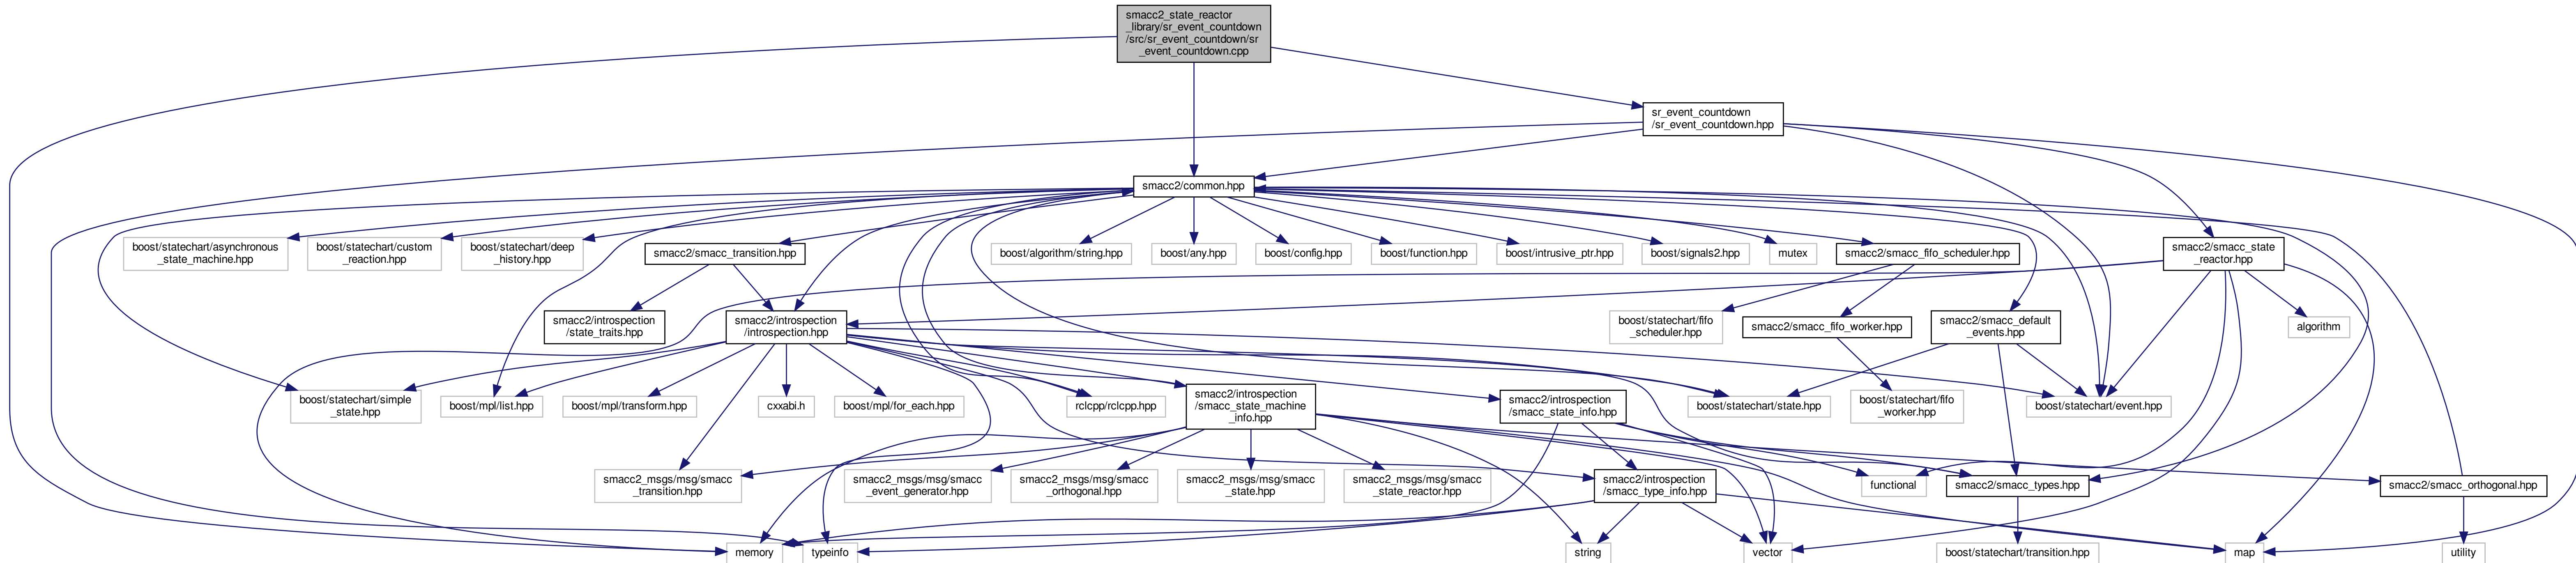 smacc2_state_reactor
_library/sr_event_countdown
/src/sr_event_countdown/sr
_event_countdown.cpp
sr_event_countdown
/sr_event_countdown.hpp
smacc2/common.hpp
boost/statechart/asynchronous
_state_machine.hpp
boost/statechart/custom
_reaction.hpp
boost/statechart/deep
_history.hpp
smacc2/smacc_transition.hpp
boost/algorithm/string.hpp
boost/any.hpp
boost/config.hpp
boost/function.hpp
boost/intrusive_ptr.hpp
boost/signals2.hpp
mutex
smacc2/smacc_fifo_scheduler.hpp
smacc2/smacc_state
_reactor.hpp
smacc2/introspection
/state_traits.hpp
smacc2/introspection
/introspection.hpp
boost/statechart/fifo
_scheduler.hpp
smacc2/smacc_fifo_worker.hpp
smacc2/smacc_default
_events.hpp
algorithm
boost/statechart/simple
_state.hpp
boost/mpl/list.hpp
boost/mpl/transform.hpp
cxxabi.h
boost/mpl/for_each.hpp
rclcpp/rclcpp.hpp
smacc2/introspection
/smacc_state_machine
_info.hpp
smacc2/introspection
/smacc_state_info.hpp
boost/statechart/state.hpp
boost/statechart/fifo
_worker.hpp
boost/statechart/event.hpp
smacc2_msgs/msg/smacc
_transition.hpp
smacc2_msgs/msg/smacc
_event_generator.hpp
smacc2_msgs/msg/smacc
_orthogonal.hpp
smacc2_msgs/msg/smacc
_state.hpp
smacc2_msgs/msg/smacc
_state_reactor.hpp
smacc2/introspection
/smacc_type_info.hpp
functional
smacc2/smacc_types.hpp
smacc2/smacc_orthogonal.hpp
memory
typeinfo
string
vector
boost/statechart/transition.hpp
map
utility